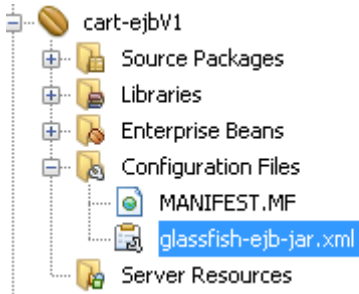 cart-ejbV1
Source Packages
Libraries
Enterprise Beans
Configuration Files
MANIFEST.MF
glassfish-ejb-jar.xml
Server Resources